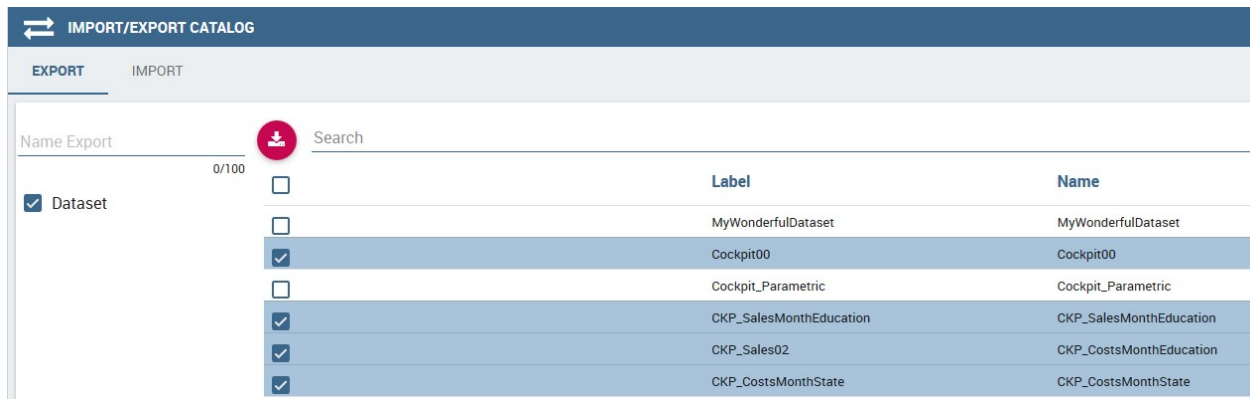 IMPORT/EXPORT CATALOG
EXPORT IMPORT
Name Export
0/100
Dataset
Search
Label Name
MyWonderfulDataset MyWonderfulDataset
Cockpit00 Cockpit00
Cockpit_Parametric Cockpit_Parametric
CKP_SalesMonthEducation CKP_SalesMonthEducation
CKP_Sales02 CKP_CostsMonthEducation
CKP_CostsMonthState CKP_CostsMonthState